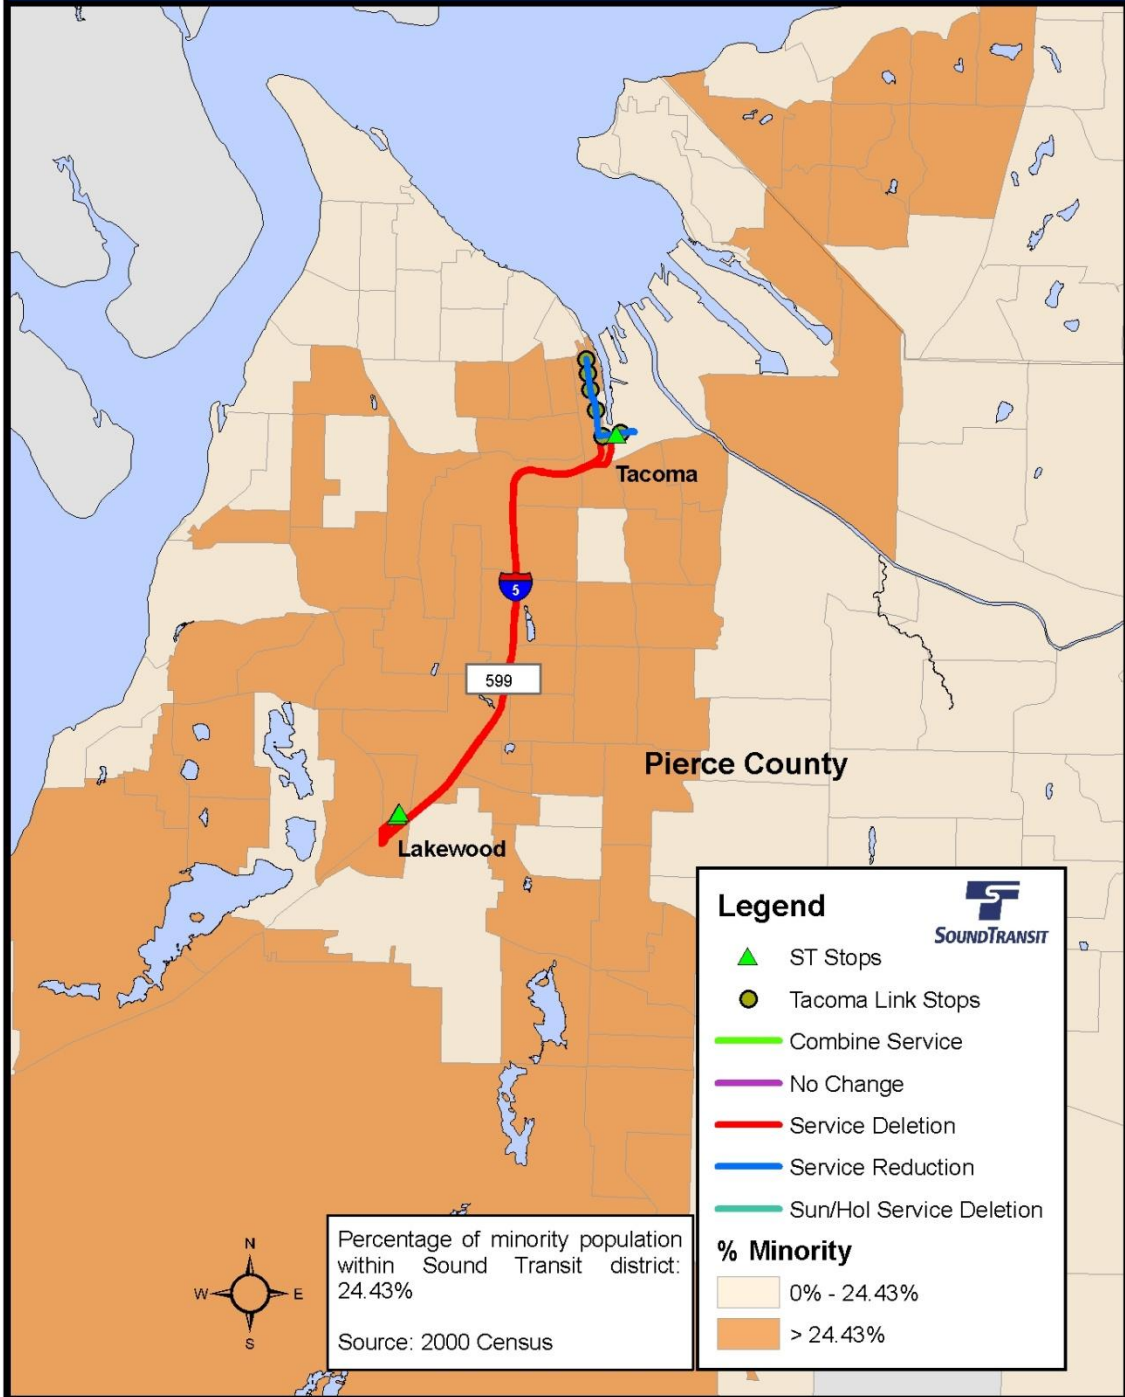 Tacoma
5
599
Pierce County
Lakewood
Legend
ST
SOUNDTRANSIT
ST Stops
Tacoma Link Stops
Combine Service
No Change
Service Deletion
Service Reduction
Sun/Hol Service Deletion
% Minority
0% - 24.43%
> 24.43%
Percentage of minority population
within Sound Transit district:
24.43%
Source: 2000 Census
N
W E
S